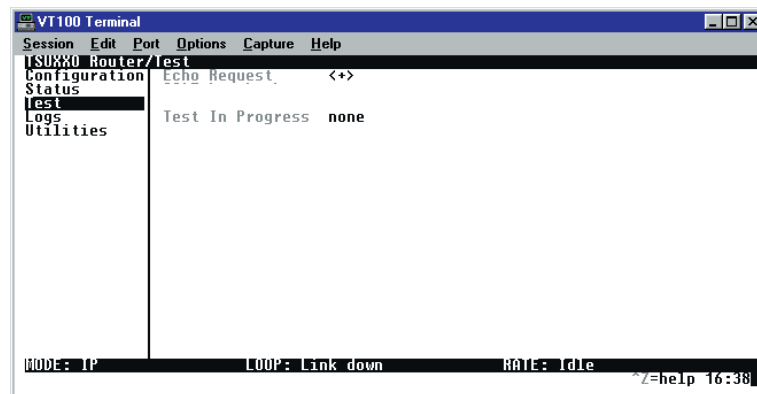 VT100 Terminal
Session Edit Port Options Capture Help
TSUXXO Router/Test
Configuration Echo Request <+>
Status
Test
Logs Test In Progress none
Utilities
MODE: IP LOOP: Link down RATE: Idle
^Z=help 16:38